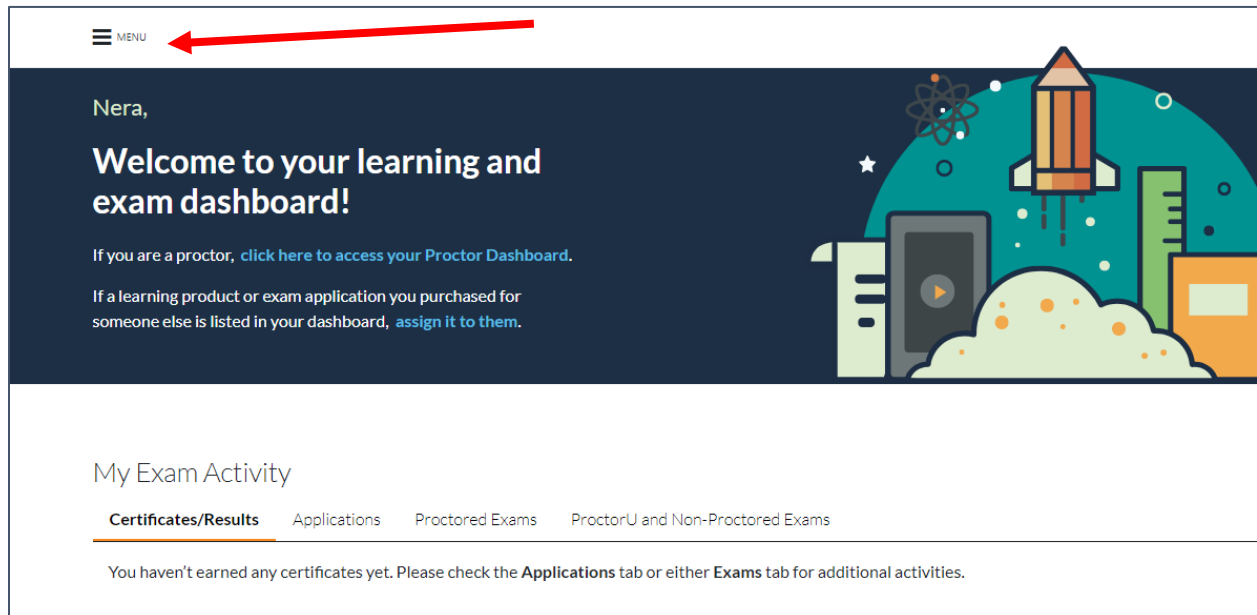 MENU
Nera,
Welcome to your learning and
exam dashboard!
If you are a proctor, click here to access your Proctor Dashboard.
If a learning product or exam application you purchased for
someone else is listed in your dashboard, assign it to them.
My Exam Activity
Certificates/Results Applications Proctored Exams ProctorU and Non-Proctored Exams
You haven't earned any certificates yet. Please check the Applications tab or either Exams tab for additional activities.